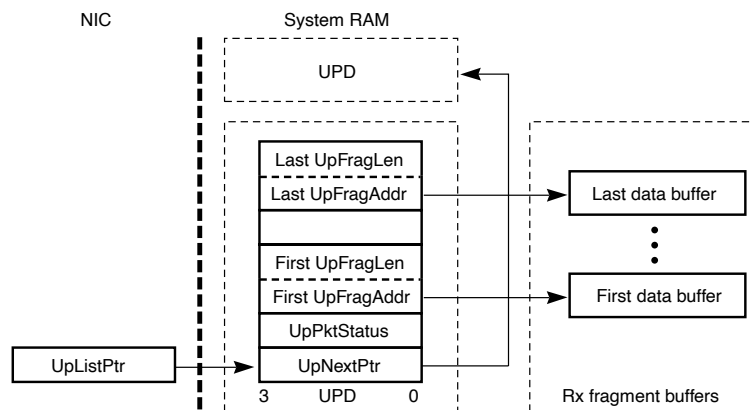 NIC
System RAM
UPD
Last UpFragLen
Last UpFragAddr
Last data buffer
First UpFragLen
First UpFragAddr
First data buffer
UpPktStatus
UpListPtr
UpNextPtr
3 UPD 0
Rx fragment buffers